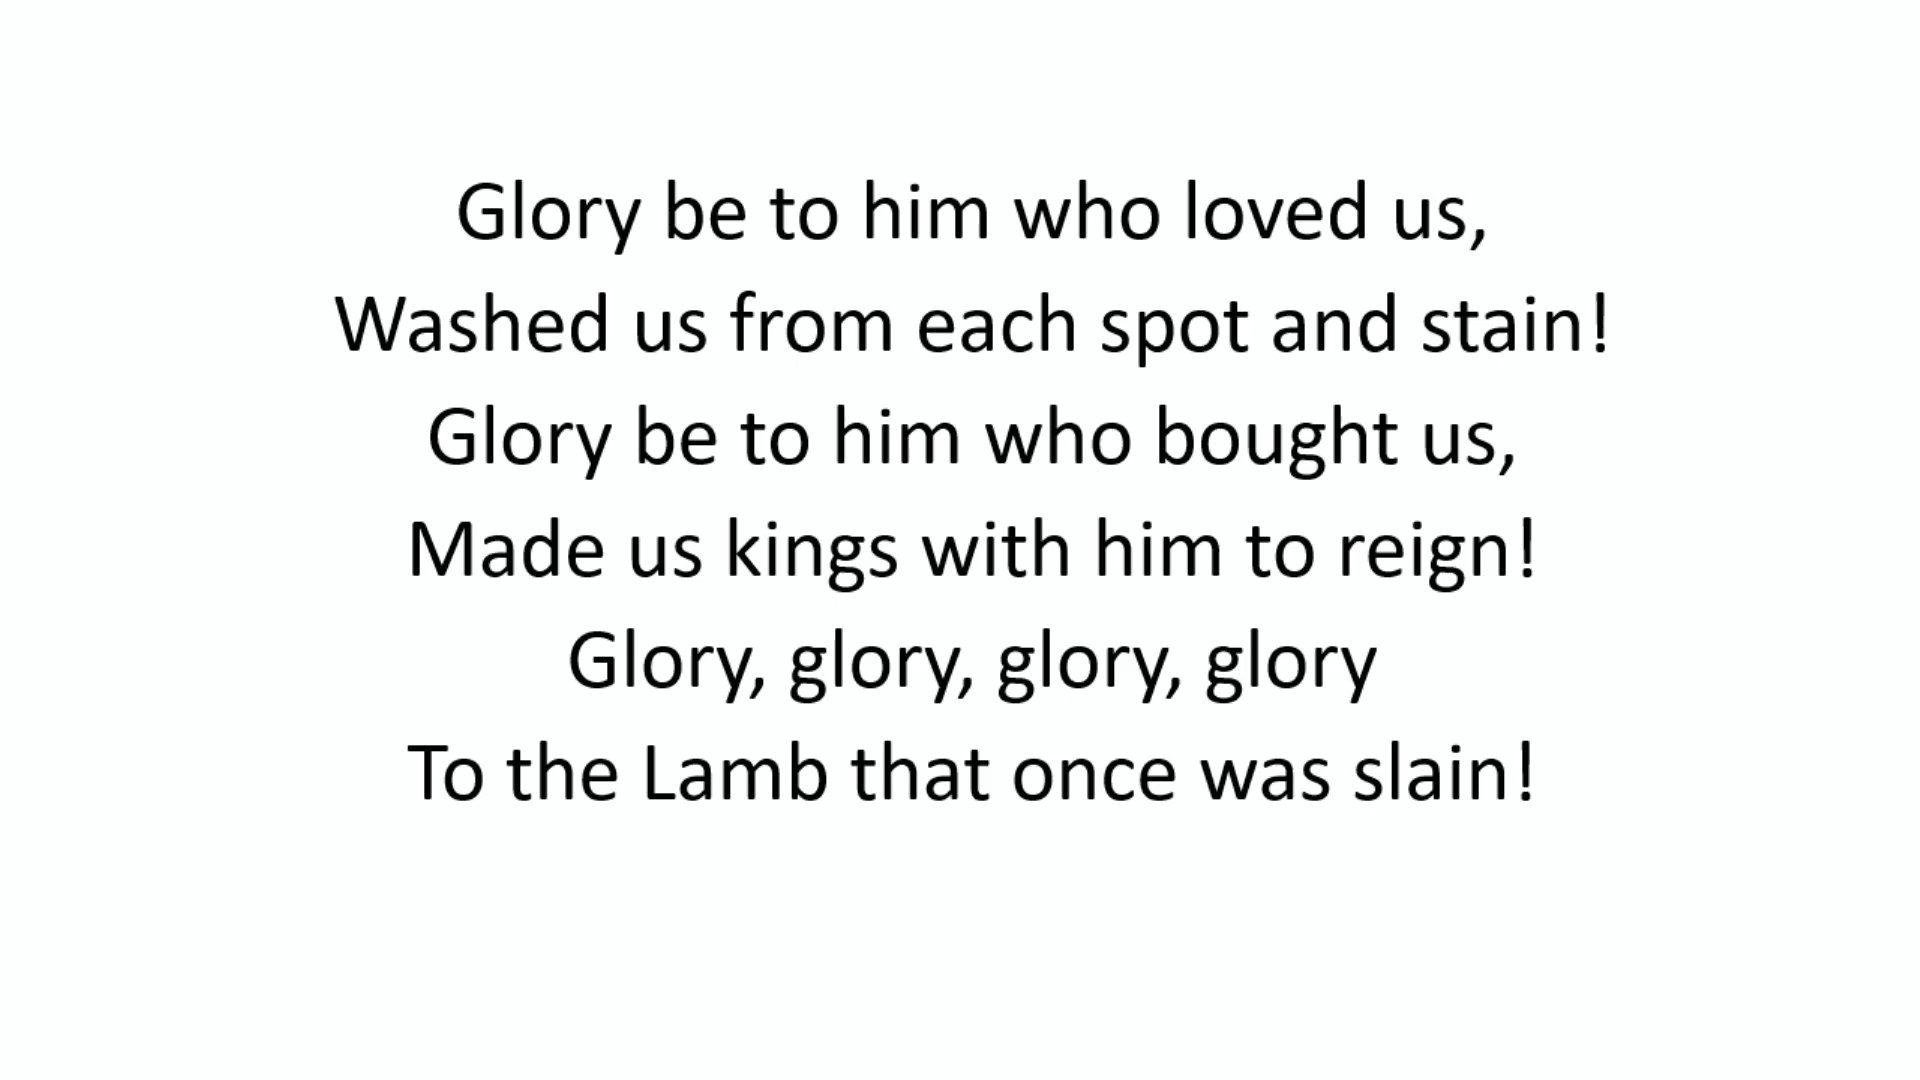 Glory be to him who loved us,
Washed us from each spot and stain!
Glory be to him who bought us,
Made us kings with him to reign!
Glory, glory, glory, glory
To the Lamb that once was slain!